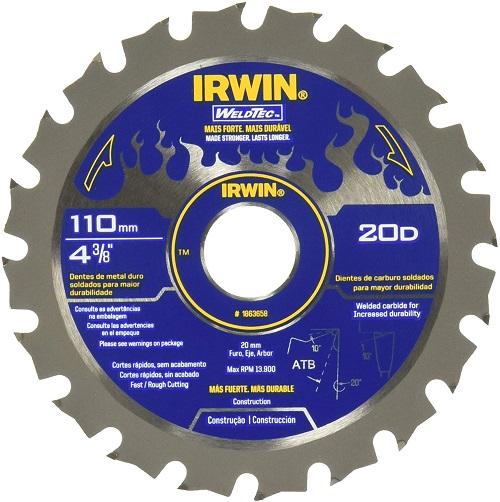 IRWIN®
WELDTEC™
MAIS FORTE. MAIS DURÁVEL
MADE STRONGER. LASTS LONGER.
IRWIN®
110mm
4 3/8"
20D
™
Dentes de metal duro
soldados para maior
durabilidade
Dientes de carburo soldados
para mayor durabilidad
Consulte as advertências
na embalagem
Consulte las advertencias
en el empaque
Please see warnings on package
Welded carbide for
Increased durability
# 1863658
20 mm
Furo, Eje, Arbor
Max RPM 13.900
10°
ATB
20°
10°
Cortes rápidos, sem acabamento
Cortes rápidos, sin acabado
Fast / Rough Cutting
MÁS FUERTE. MÁS DURABLE
Construction
Construção | Construcción